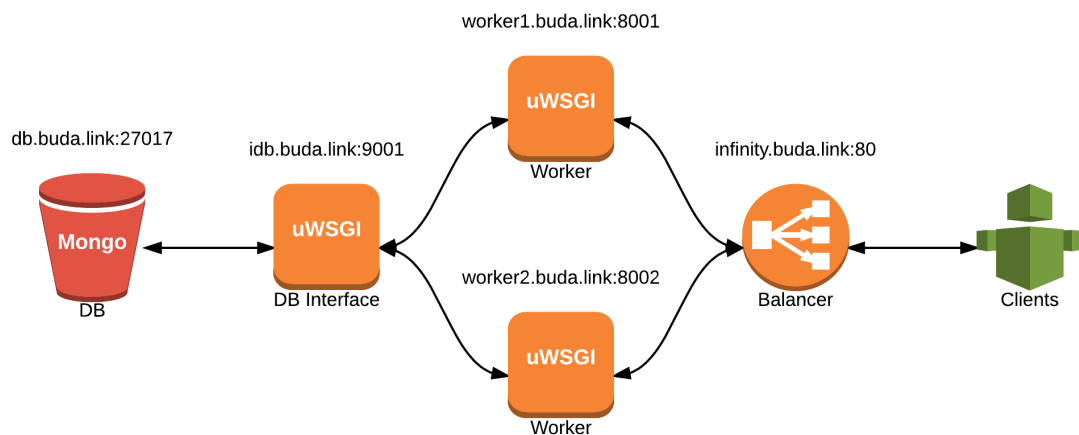 worker1.buda.link:8001
uWSGI
Worker
db.buda.link:27017
Mongo
DB
idb.buda.link:9001
uWSGI
DB Interface
worker2.buda.link:8002
uWSGI
Worker
infinity.buda.link:80
Balancer
Clients